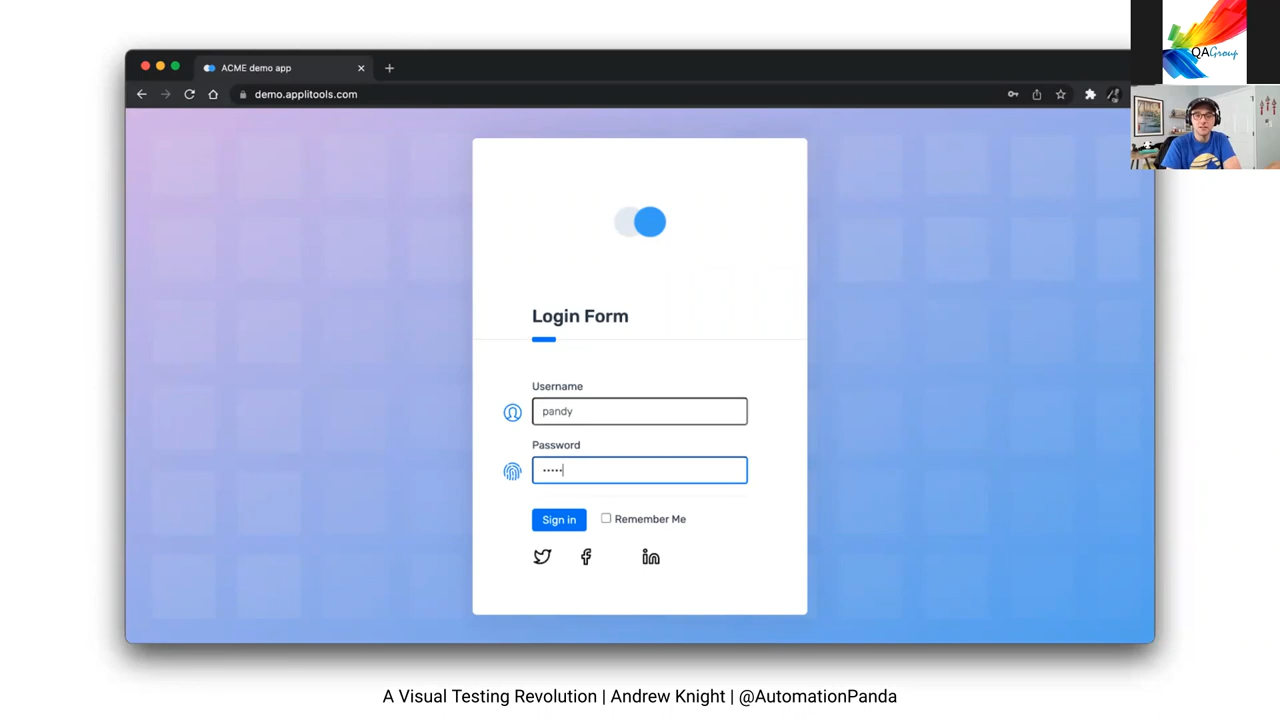 QAGroup
ACME demo app
demo.applitools.com
Login Form
Username
pandy
Password
•••••
Sign in
Remember Me
A Visual Testing Revolution | Andrew Knight | @AutomationPanda